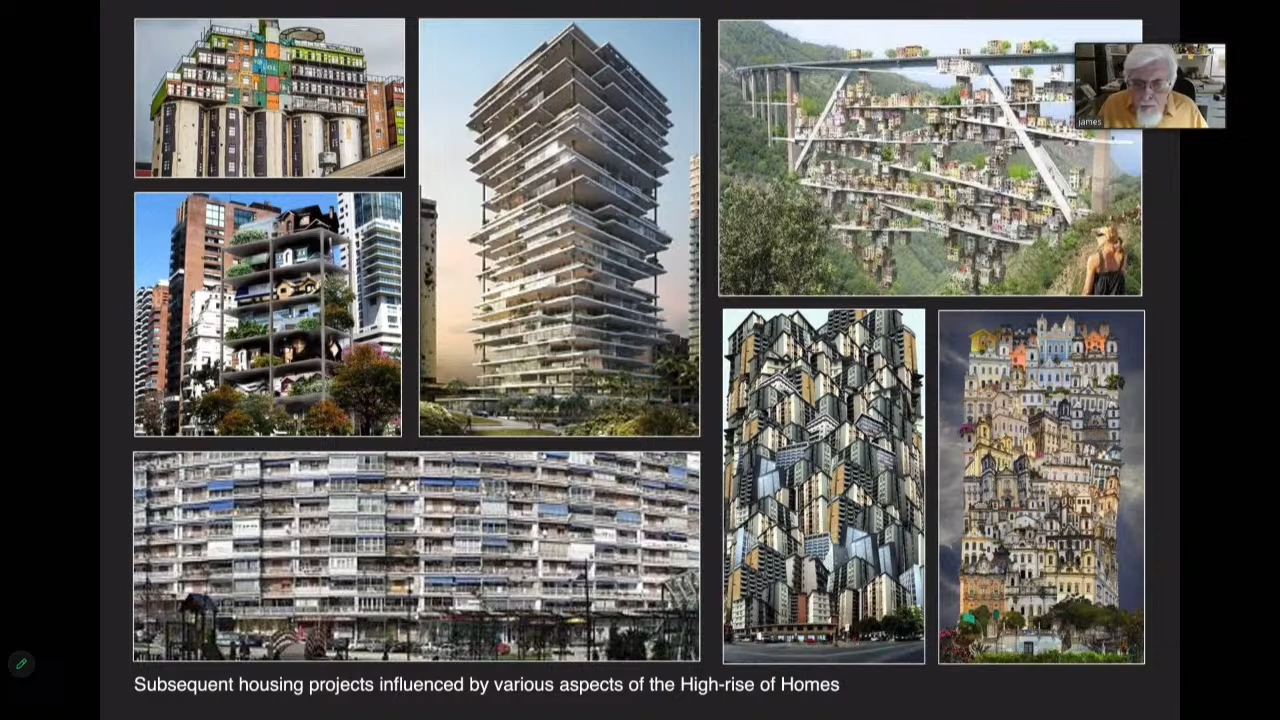 james
Subsequent housing projects influenced by various aspects of the High-rise of Homes